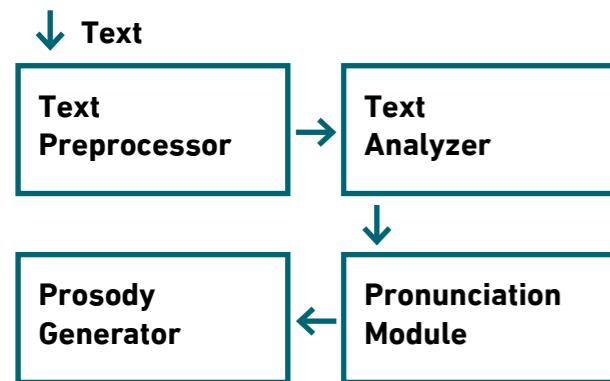 Text
Text
Preprocessor
Text
Analyzer
Prosody
Generator
Pronunciation
Module